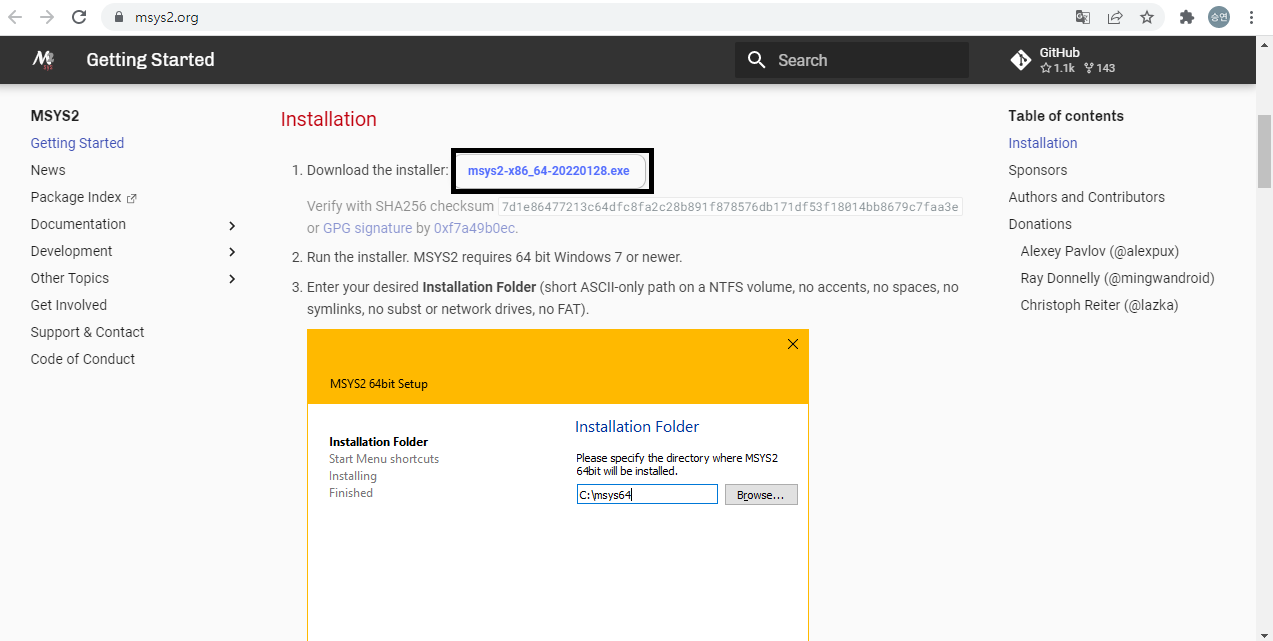 msys2.org
승연
Getting Started
Search
GitHub
1.1k 143
MSYS2
Getting Started
News
Package Index
Documentation
Development
Other Topics
Get Involved
Support & Contact
Code of Conduct
Installation
1. Download the installer: msys2-x86_64-20220128.exe
Verify with SHA256 checksum 7d1e86477213c64dfc8fa2c28b891f878576db171df53f18014bb8679c7faa3e
or GPG signature by 0xf7a49b0ec.
2. Run the installer. MSYS2 requires 64 bit Windows 7 or newer.
3. Enter your desired Installation Folder (short ASCII-only path on a NTFS volume, no accents, no spaces, no
symlinks, no subst or network drives, no FAT).
MSYS2 64bit Setup
Installation Folder
Start Menu shortcuts
Installing
Finished
Installation Folder
Please specify the directory where MSYS2
64bit will be installed.
C:\msys64
Browse...
Table of contents
Installation
Sponsors
Authors and Contributors
Donations
Alexey Pavlov (@alexpux)
Ray Donnelly (@mingwandroid)
Christoph Reiter (@lazka)